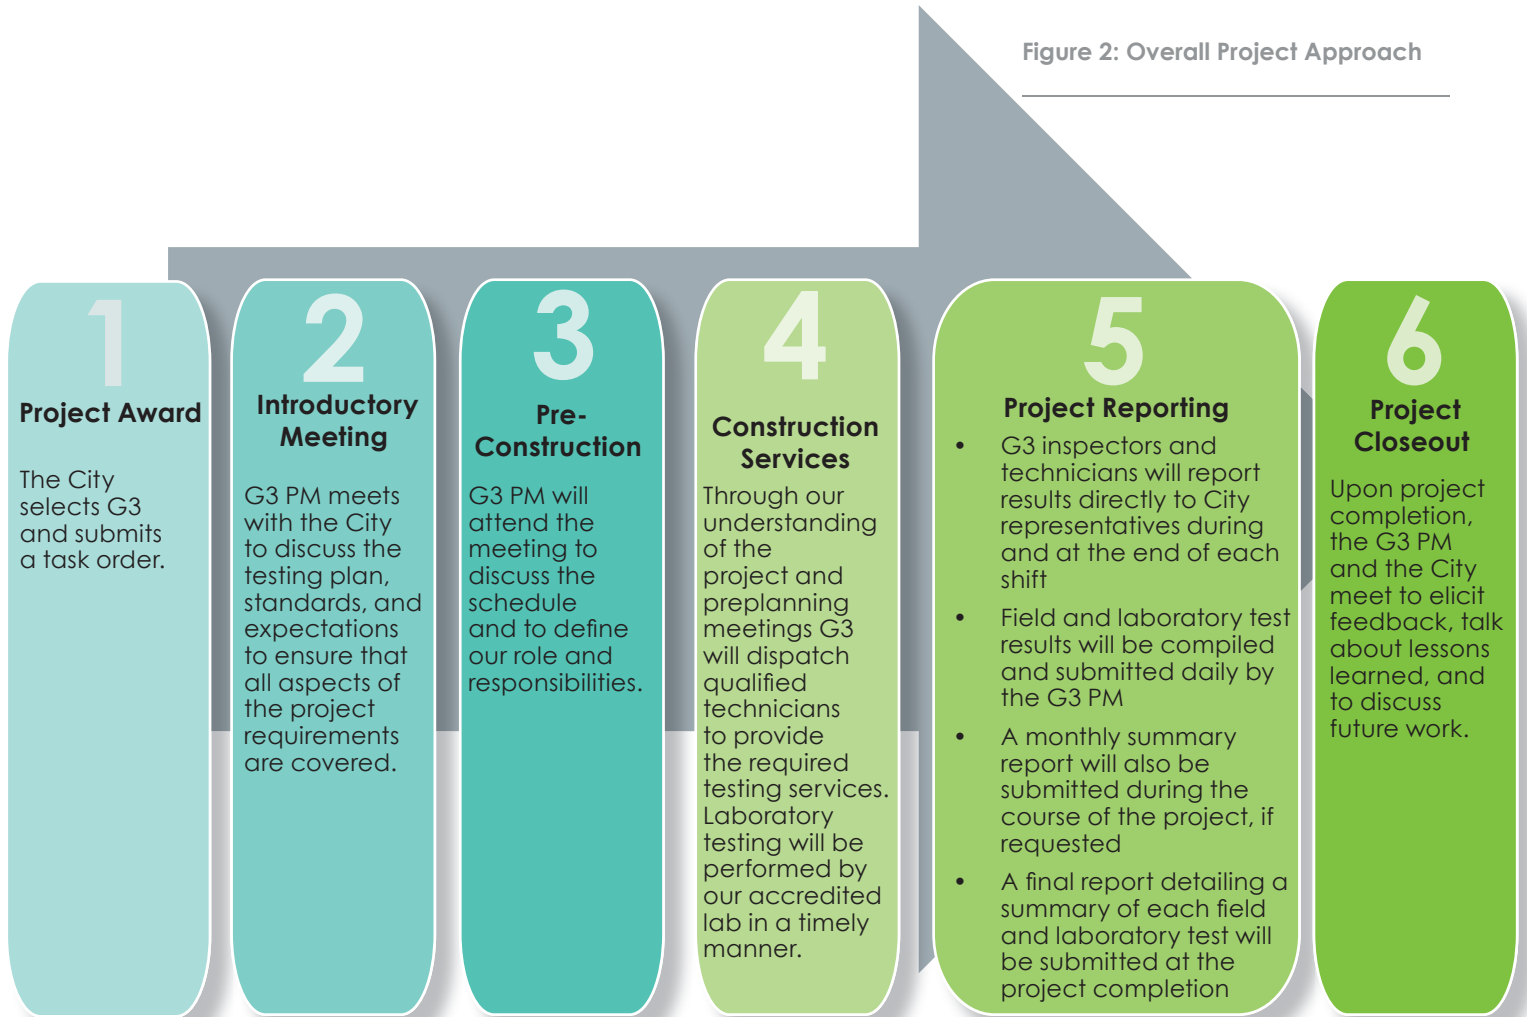 Figure 2: Overall Project Approach
1
Project Award
The City
selects G3
and submits
a task order.
2
Introductory
Meeting
G3 PM meets
with the City
to discuss the
testing plan,
standards, and
expectations
to ensure that
all aspects of
the project
requirements
are covered.
3
Pre-
Construction
G3 PM will
attend the
meeting to
discuss the
schedule
and to define
our role and
responsibilities.
4
Construction
Services
Through our
understanding
of the
project and
preplanning
meetings G3
will dispatch
qualified
technicians
to provide
the required
testing services.
Laboratory
testing will be
performed by
our accredited
lab in a timely
manner.
5
Project Reporting
• G3 inspectors and
technicians will report
results directly to City
representatives during
and at the end of each
shift
• Field and laboratory test
results will be compiled
and submitted daily by
the G3 PM
• A monthly summary
report will also be
submitted during the
course of the project, if
requested
• A final report detailing a
summary of each field
and laboratory test will
be submitted at the
project completion
6
Project
Closeout
Upon project
completion,
the G3 PM
and the City
meet to elicit
feedback, talk
about lessons
learned, and
to discuss
future work.